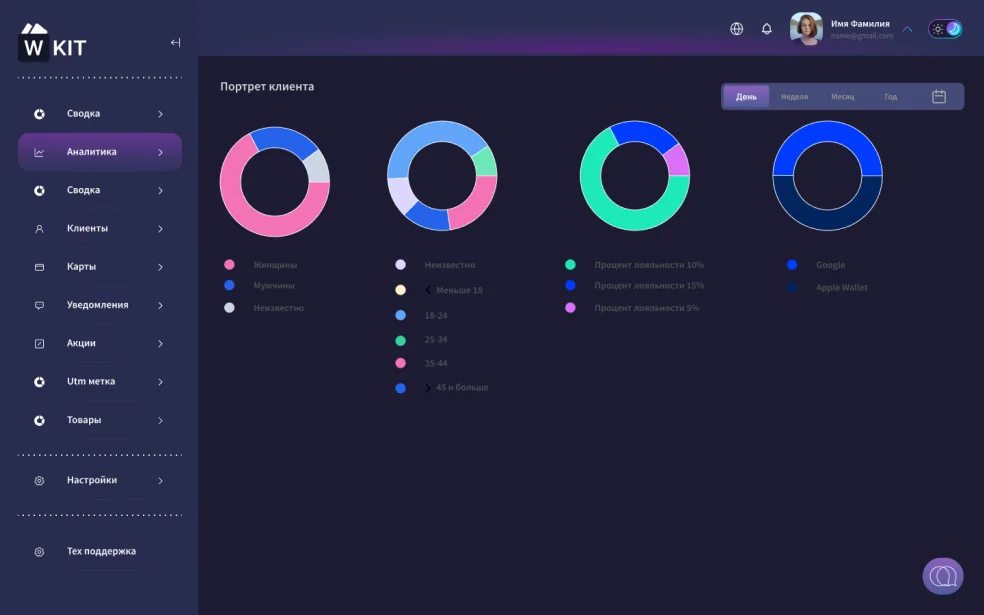 W KIT
Сводка
Аналитика
Сводка
Клиенты
Карты
Уведомления
Акции
Utm метка
Товары
Настройки
Тех поддержка
Имя Фамилия
name@gmail.com
Портрет клиента
День Неделя Месяц Год
Женщины
Мужчины
Неизвестно
Неизвестно
< Меньше 18
18-24
25-34
35-44
> 45 и больше
Процент лояльности 10%
Процент лояльности 15%
Процент лояльности 5%
Google
Apple Wallet